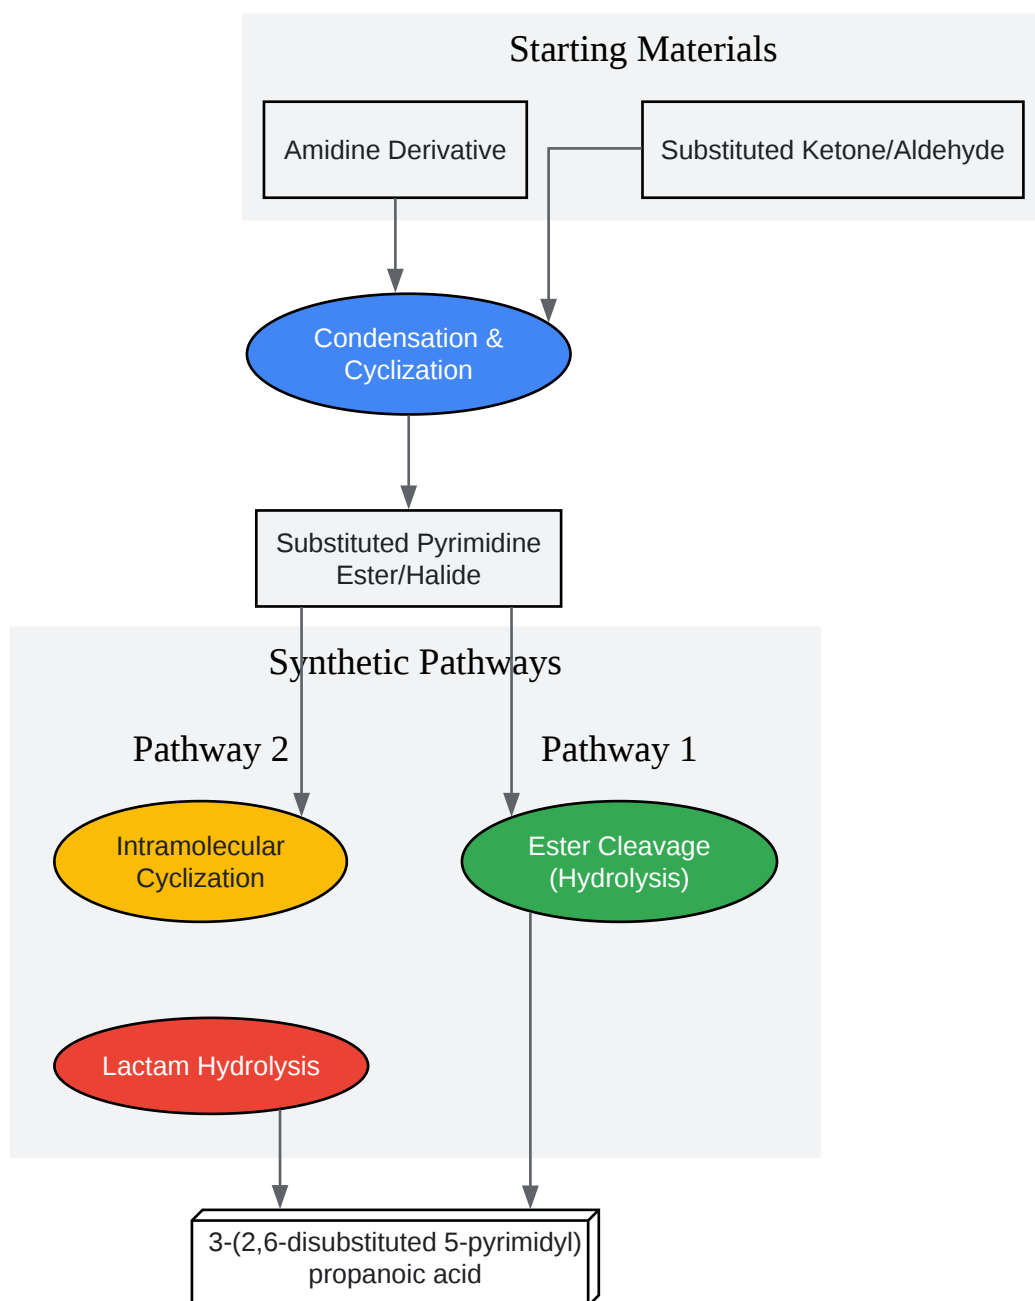 Starting Materials
Amidine Derivative
Substituted Ketone/Aldehyde
Condensation &
Cyclization
Substituted Pyrimidine
Ester/Halide
Synthetic Pathways
Pathway 2
Pathway 1
Intramolecular
Cyclization
Ester Cleavage
(Hydrolysis)
Lactam Hydrolysis
3-(2,6-disubstituted 5-pyrimidyl)
propanoic acid